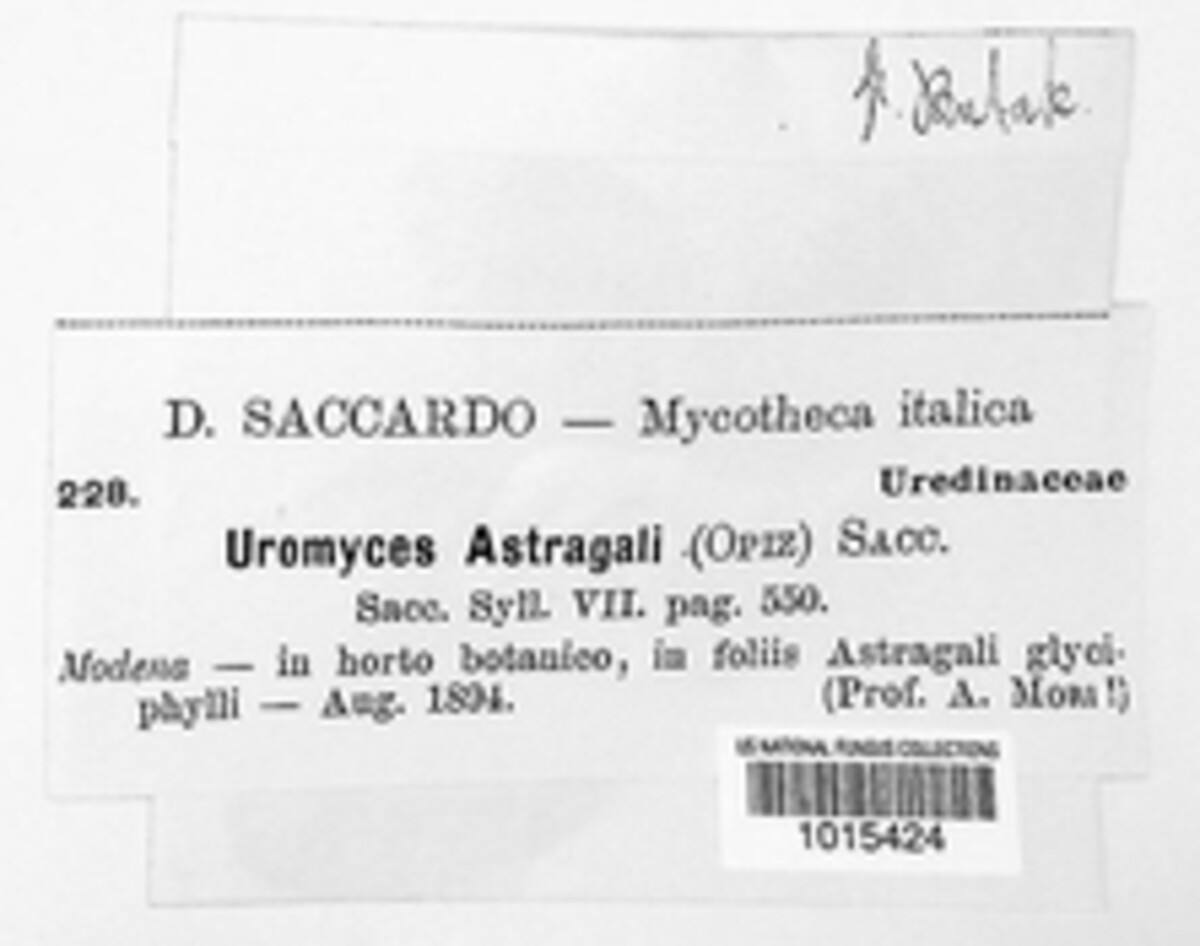 D. SACCARDO — Mycotheca italica
Uredinaceae
Uromyces Astragali (OPIZ) SACC.
Sacc. Syll. VII. pag. 550.
Modena — in horto botanico, in foliis Astragali glyci-
phylli — Aug. 1894. (Prof. A. Mori!)
US NATIONAL FUNGUS COLLECTIONS
1015424